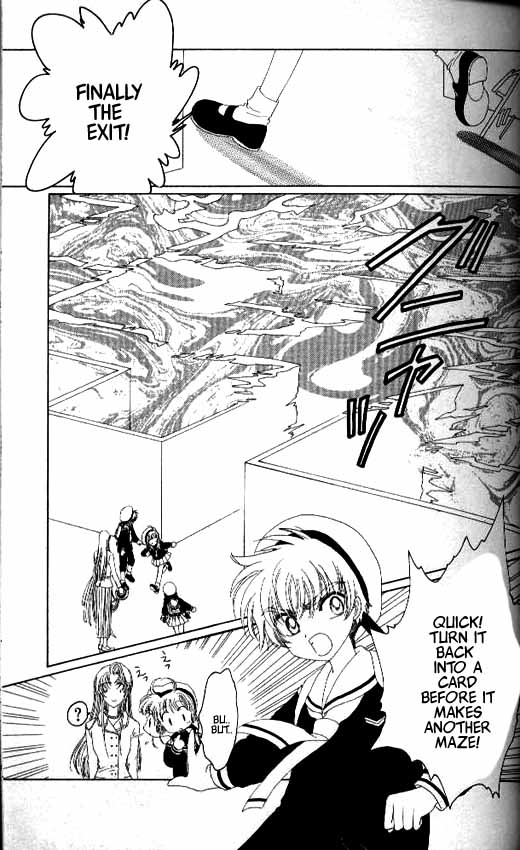 FINALLY
THE
EXIT!
グニャッ
QUICK!
TURN IT
BACK
INTO A
CARD
BEFORE IT
MAKES
ANOTHER
MAZE!
BU..
BUT..
?